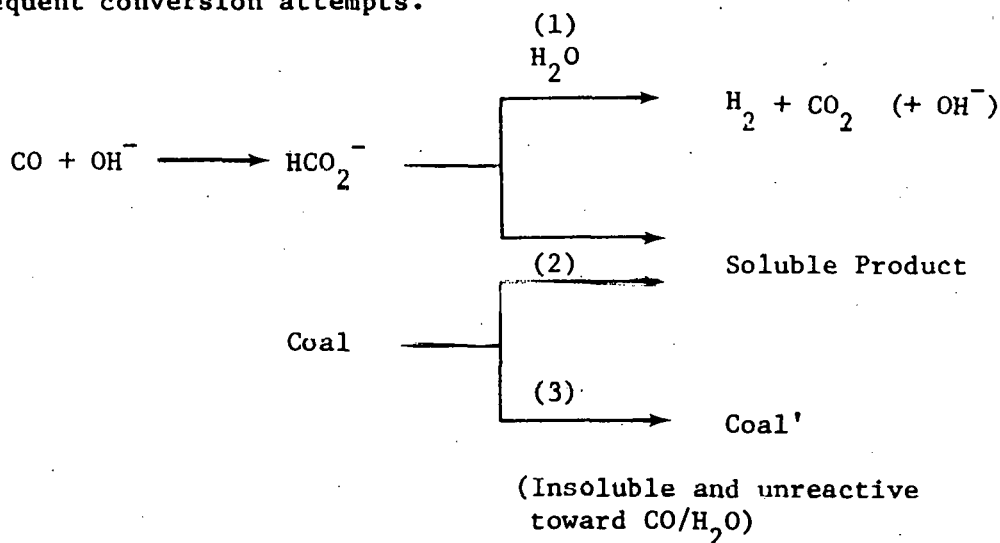 equent conversion attempts.
(1)
H₂O
H₂ + CO₂ (+ OH⁻)
CO + OH⁻ HCO₂⁻
(2) Soluble Product
Coal
(3)
Coal'
(Insoluble and unreactive
toward CO/H₂O)